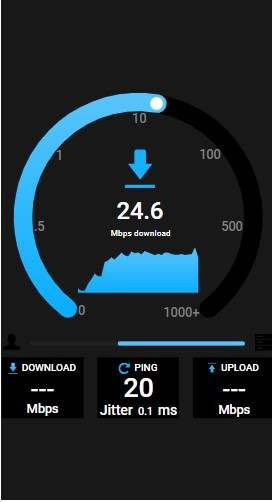 10
1
100
.5
24.6
500
Mbps download
0
1000+
DOWNLOAD
---
Mbps
PING
20
Jitter 0.1 ms
UPLOAD
---
Mbps